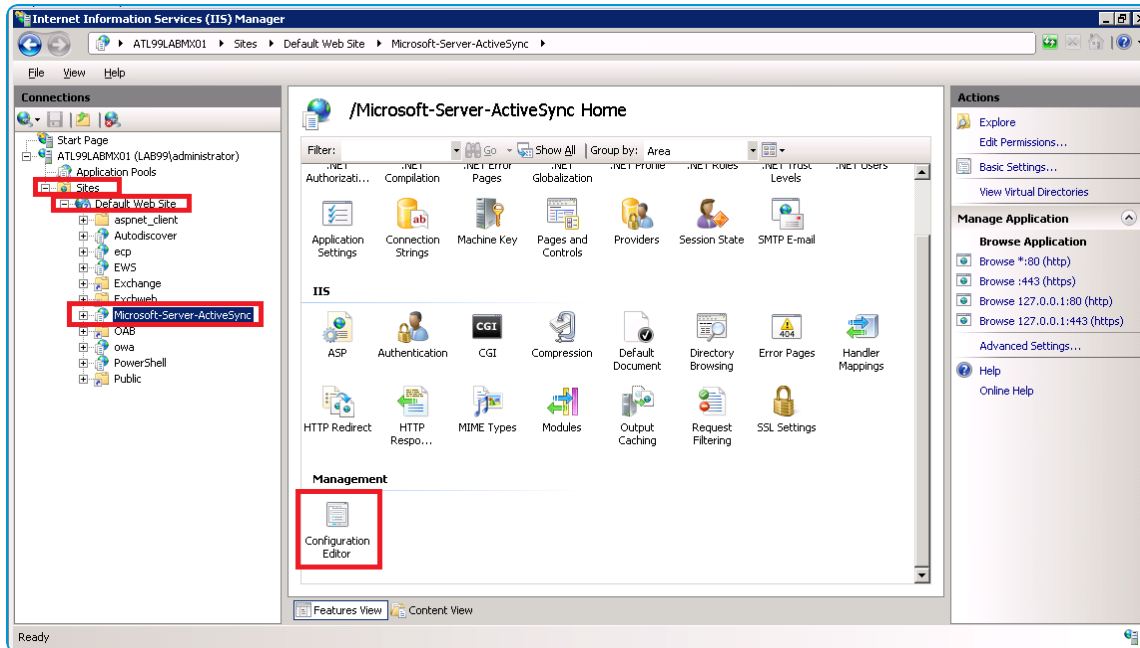 Internet Information Services (IIS) Manager
ATL99LABMX01 Sites Default Web Site Microsoft-Server-ActiveSync
File View Help
Connections
Start Page
ATL99LABMX01 (LAB99\administrator)
Application Pools
Sites
Default Web Site
aspnet_client
Autodiscover
ecp
EWS
Exchange
Exchweb
Microsoft-Server-ActiveSync
OAB
owa
PowerShell
Public
/Microsoft-Server-ActiveSync Home
Filter: Go Show All Group by: Area
.NET .NET .NET Error .NET .NET Profile .NET Roles .NET Trust .NET Users
Authorizati... Compilation Pages Globalization Levels
Application Connection Machine Key Pages and Providers Session State SMTP E-mail
Settings Strings Controls
IIS
CGI
404
ASP Authentication CGI Compression Default Directory Error Pages Handler
Document Browsing Mappings
HTTP Redirect HTTP MIME Types Modules Output Request SSL Settings
Respo... Caching Filtering
Management
Configuration
Editor
Features View Content View
Actions
Explore
Edit Permissions...
Basic Settings...
View Virtual Directories
Manage Application
Browse Application
Browse *:80 (http)
Browse :443 (https)
Browse 127.0.0.1:80 (http)
Browse 127.0.0.1:443 (https)
Advanced Settings...
Help
Online Help
Ready